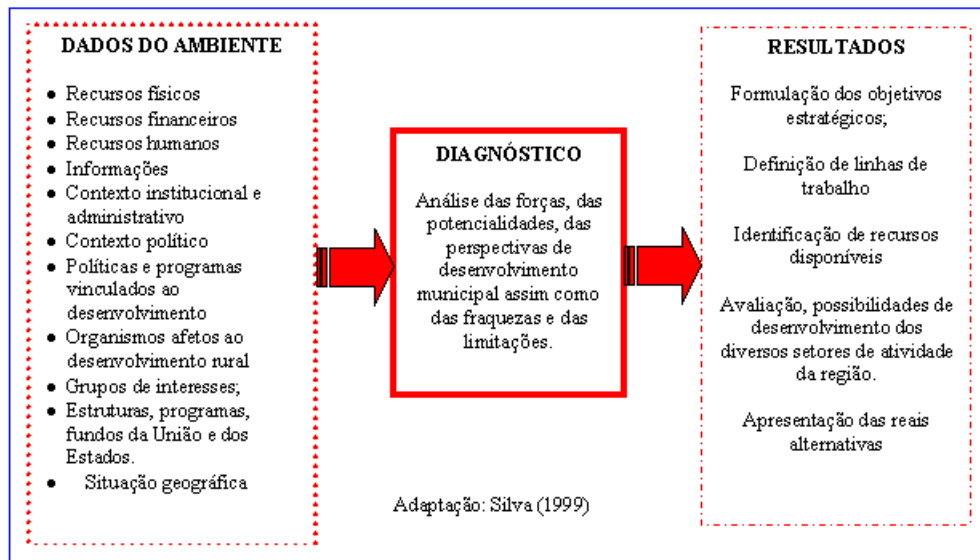 DADOS DO AMBIENTE
● Recursos físicos
● Recursos financeiros
● Recursos humanos
● Informações
● Contexto institucional e
administrativo
● Contexto político
● Políticas e programas
vinculados ao
desenvolvimento
● Organismos afetos ao
desenvolvimento rural
● Grupos de interesses;
● Estruturas, programas,
fundos da União e dos
Estados.
● Situação geográfica
DIAGNÓSTICO
Análise das forças, das
potencialidades, das
perspectivas de
desenvolvimento
municipal assim como
das fraquezas e das
limitações.
Adaptação: Silva (1999)
RESULTADOS
Formulação dos objetivos
estratégicos;
Definição de linhas de
trabalho
Identificação de recursos
disponíveis
Avaliação, possibilidades de
desenvolvimento dos
diversos setores de atividade
da região.
Apresentação das reais
alternativas